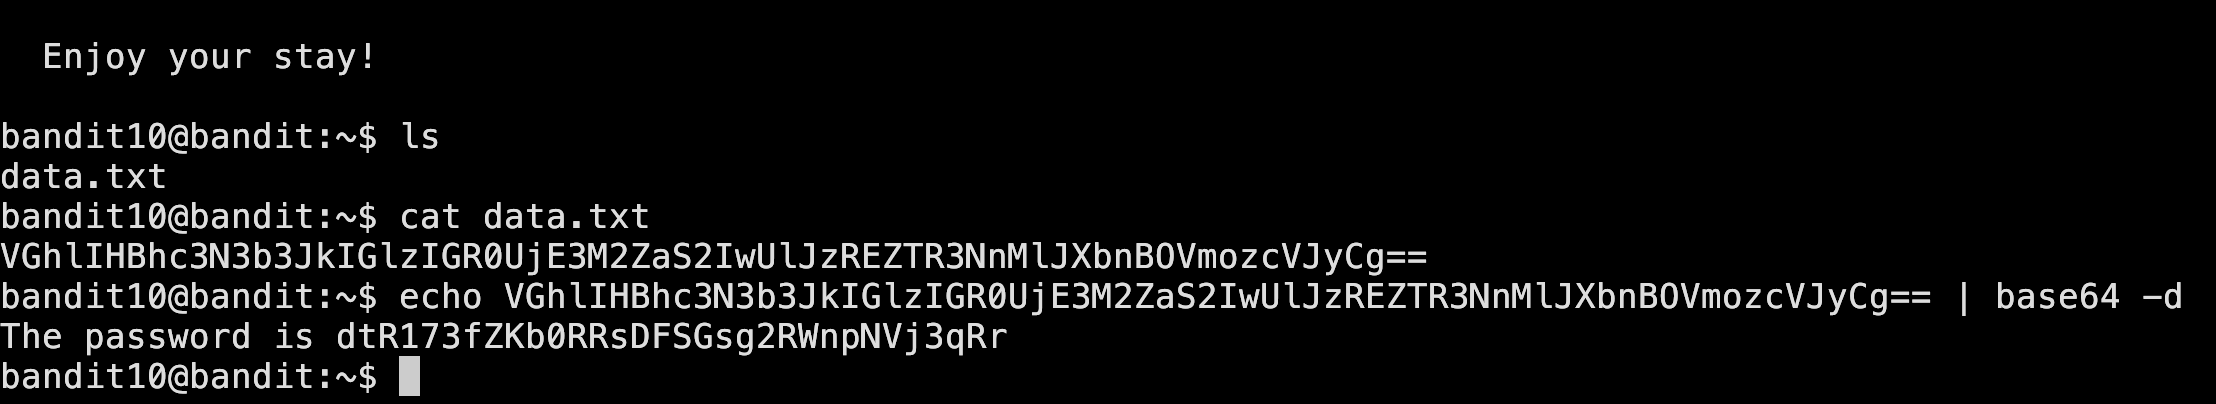 Enjoy your stay!
bandit10@bandit:~$ ls
data.txt
bandit10@bandit:~$ cat data.txt
VGhlIHBhc3N3b3JkIGlzIGR0UjE3M2ZaS2IwUlJzREZTR3NnMlJXbnBOVmozcVJyCg==
bandit10@bandit:~$ echo VGhlIHBhc3N3b3JkIGlzIGR0UjE3M2ZaS2IwUlJzREZTR3NnMlJXbnBOVmozcVJyCg== | base64 -d
The password is dtR173fZKb0RRsDFSGsg2RWnpNVj3qRr
bandit10@bandit:~$